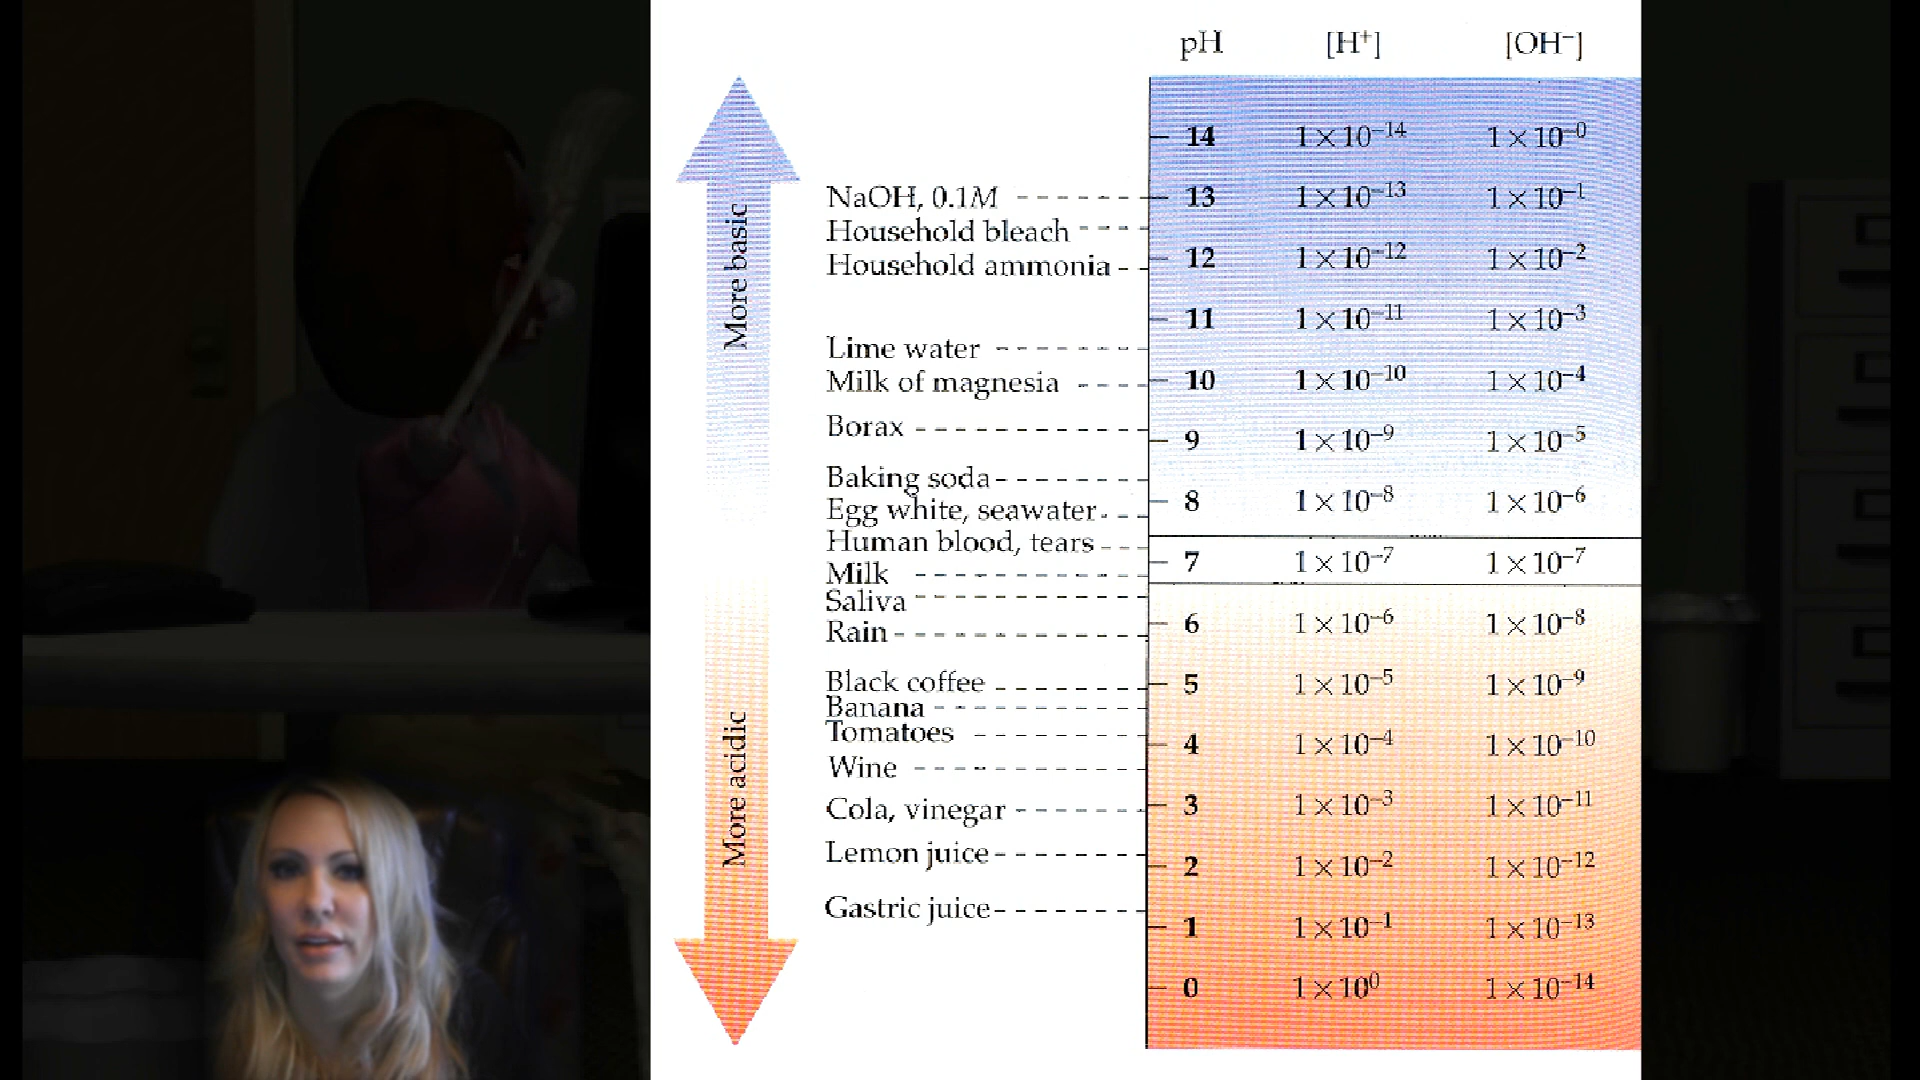 pH [H⁺] [OH⁻]
14 1×10⁻¹⁴ 1×10⁻⁰
NaOH, 0.1M 13 1×10⁻¹³ 1×10⁻¹
Household bleach
Household ammonia 12 1×10⁻¹² 1×10⁻²
11 1×10⁻¹¹ 1×10⁻³
Lime water
Milk of magnesia 10 1×10⁻¹⁰ 1×10⁻⁴
Borax
9 1×10⁻⁹ 1×10⁻⁵
Baking soda
Egg white, seawater 8 1×10⁻⁸ 1×10⁻⁶
Human blood, tears
7 1×10⁻⁷ 1×10⁻⁷
Milk
Saliva
Rain 6 1×10⁻⁶ 1×10⁻⁸
Black coffee 5 1×10⁻⁵ 1×10⁻⁹
Banana
Tomatoes 4 1×10⁻⁴ 1×10⁻¹⁰
Wine
Cola, vinegar 3 1×10⁻³ 1×10⁻¹¹
Lemon juice 2 1×10⁻² 1×10⁻¹²
Gastric juice
1 1×10⁻¹ 1×10⁻¹³
0 1×10⁰ 1×10⁻¹⁴
More basic
More acidic